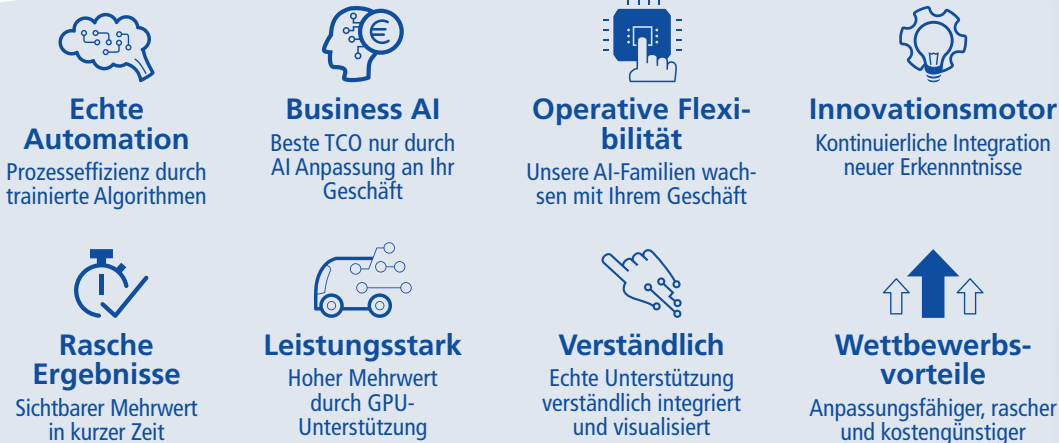 Echte
Automation
Prozesseffizienz durch
trainierte Algorithmen
Business AI
Beste TCO nur durch
AI Anpassung an Ihr
Geschäft
Operative Flexi-
bilität
Unsere AI-Familien wach-
sen mit Ihrem Geschäft
Innovationsmotor
Kontinuierliche Integration
neuer Erkennntnisse
Rasche
Ergebnisse
Sichtbarer Mehrwert
in kurzer Zeit
Leistungsstark
Hoher Mehrwert
durch GPU-
Unterstützung
Verständlich
Echte Unterstützung
verständlich integriert
und visualisiert
Wettbewerbs-
vorteile
Anpassungsfähiger, rascher
und kostengünstiger